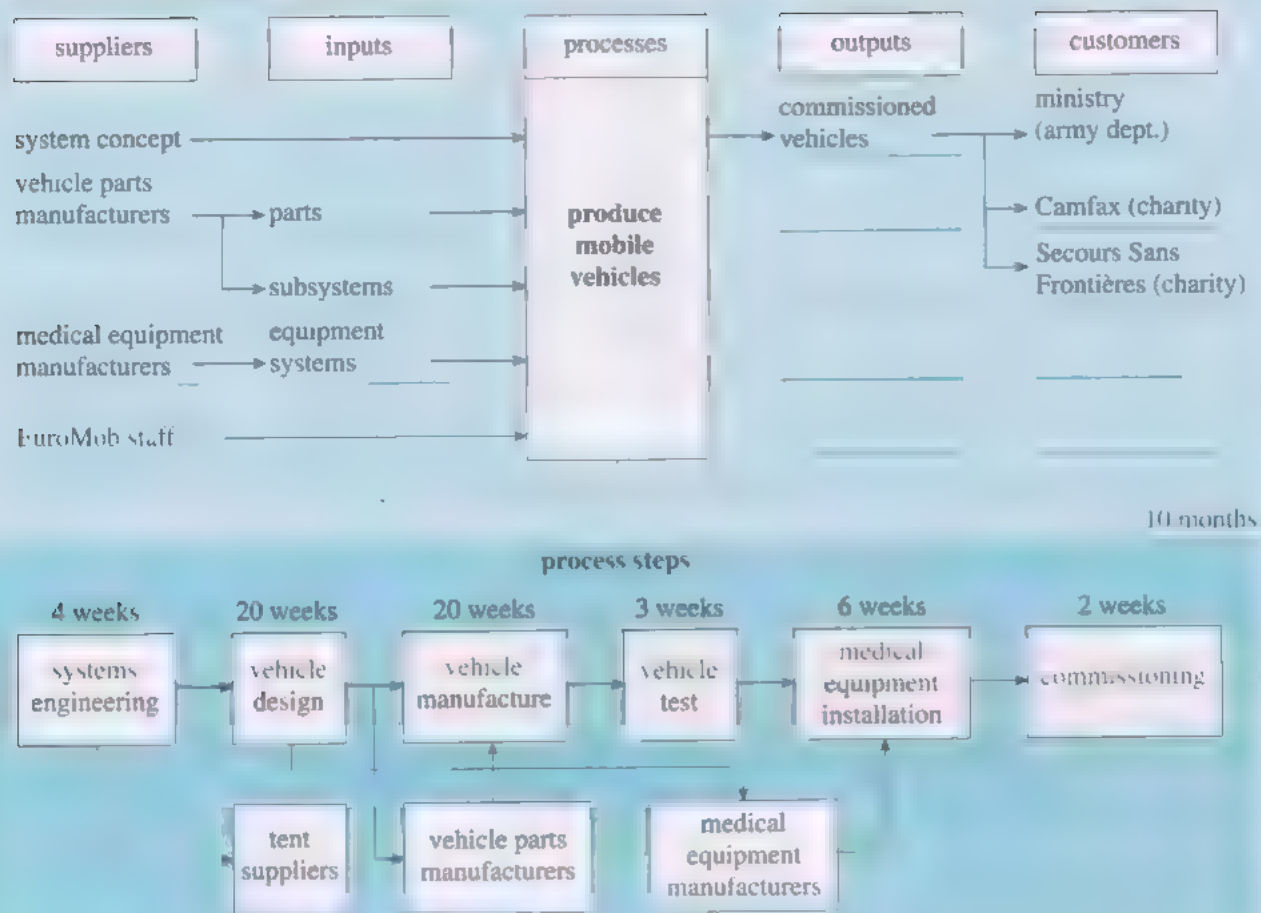 suppliers
inputs
processes
outputs
customers
system concept
vehicle parts
manufacturers
parts
subsystems
medical equipment
manufacturers
equipment
systems
EuroMob staff
produce
mobile
vehicles
commissioned
vehicles
ministry
(army dept.)
Camfax (charity)
Secours Sans
Frontières (charity)
10 months
process steps
4 weeks
20 weeks
20 weeks
3 weeks
6 weeks
2 weeks
systems
engineering
vehicle
design
vehicle
manufacture
vehicle
test
medical
equipment
installation
commissioning
tent
suppliers
vehicle parts
manufacturers
medical
equipment
manufacturers